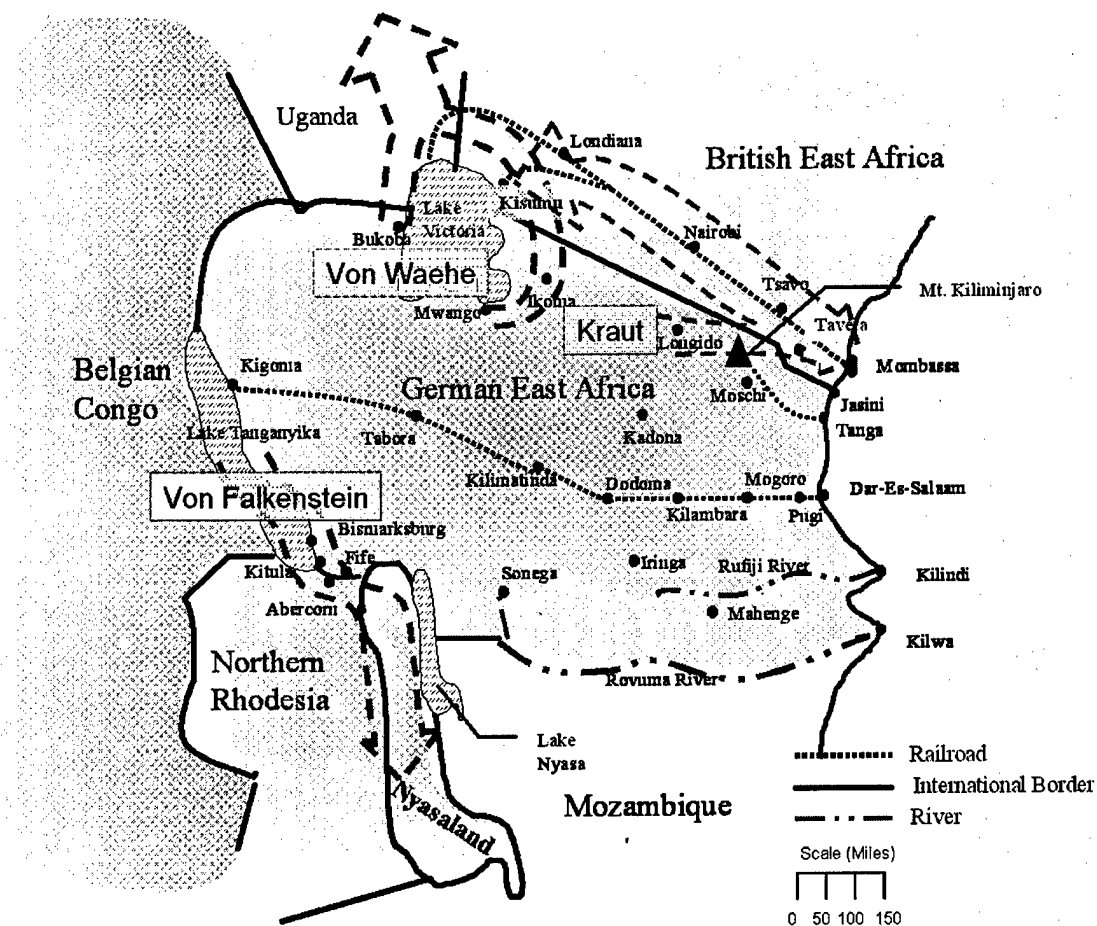 Uganda
Londiana
British East Africa
Kisumu
Lake
Victoria
Bukoba
Nairobi
Von Waehe
Tsavo
Mt. Kiliminjaro
Ikoma
Mwango
Kraut
Taveta
Lougido
Belgian
Congo
Kigoma
German East Africa
Mombassa
Moschi
Jasini
Tanga
Lake Tanganyika
Tabora
Kadona
Kilimatinda
Dodoma
Mogoro
Dar-Es-Salaam
Von Falkenstein
Kilambara
Pugi
Bismarksburg
Fife
Kitula
Abercorn
Sonega
Iringa
Rufiji River
Kilindi
Mahenge
Kilwa
Northern
Rhodesia
Rovuma River
Lake
Nyasa
Nyasaland
Mozambique
Railroad
International Border
River
Scale (Miles)
0 50 100 150